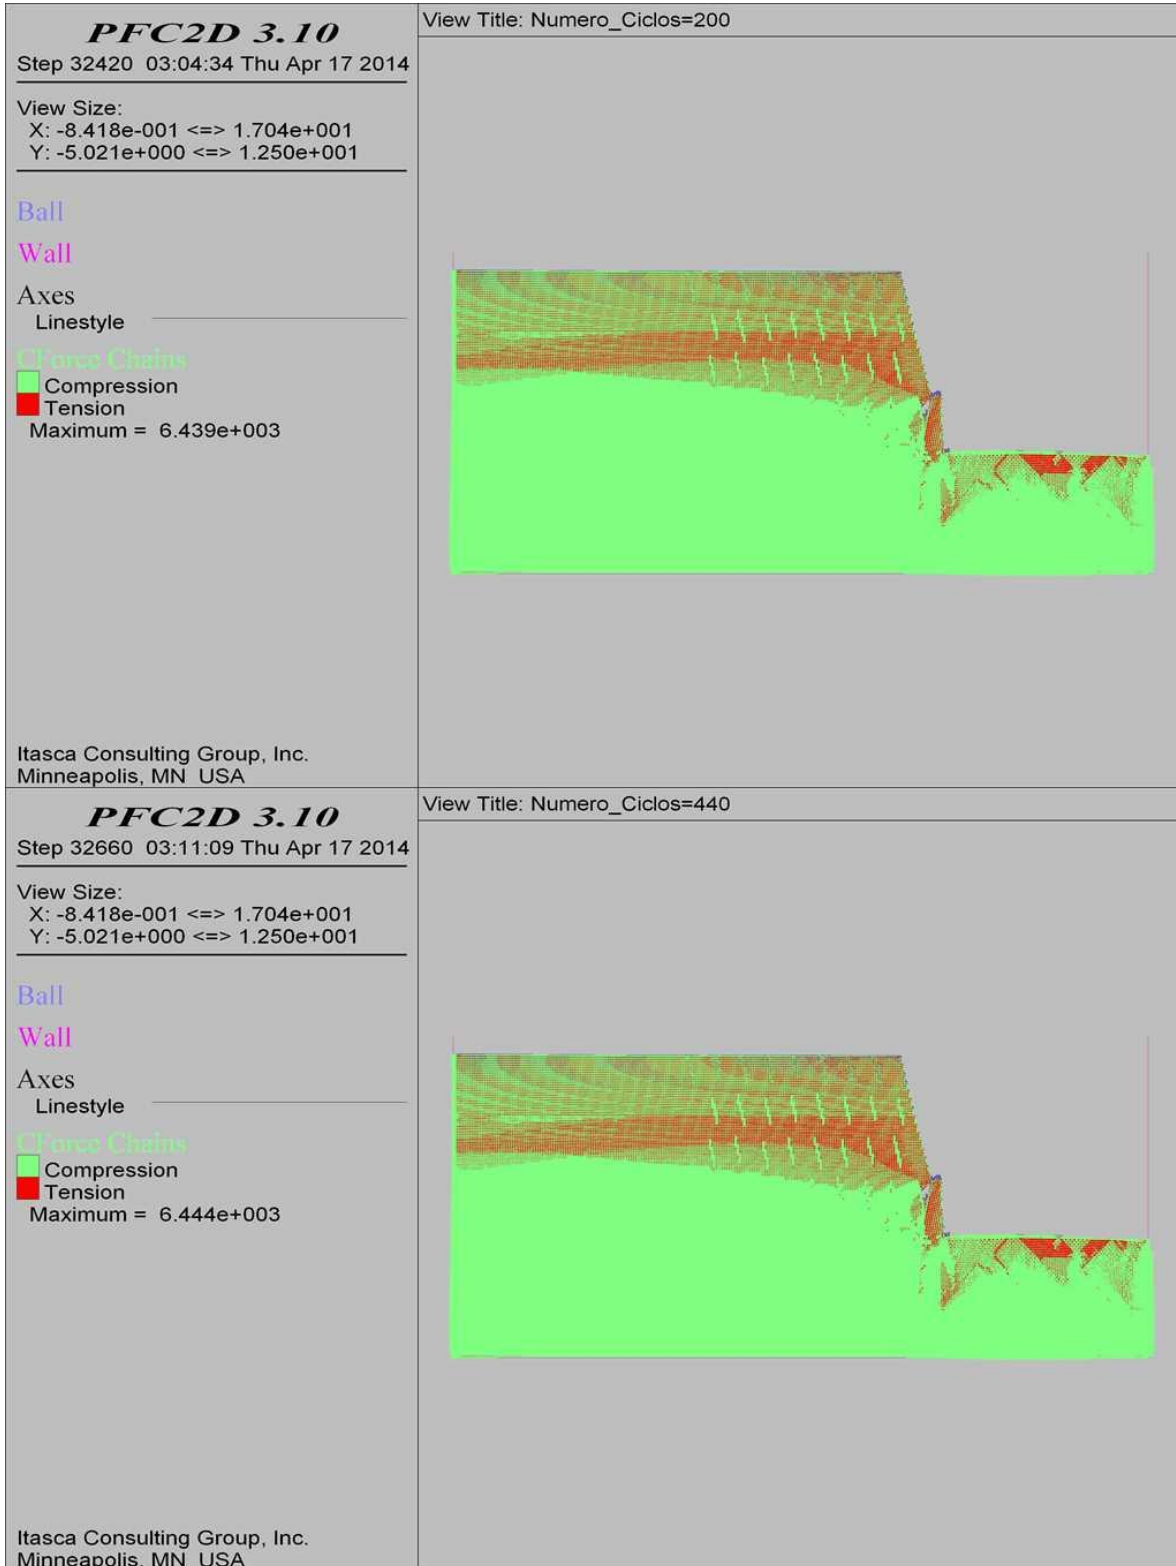 PFC2D 3.10
Step 32420 03:04:34 Thu Apr 17 2014
View Size:
X: -8.418e-001 <=> 1.704e+001
Y: -5.021e+000 <=> 1.250e+001
Ball
Wall
Axes
Linestyle
CForce Chains
Compression
Tension
Maximum = 6.439e+003
Itasca Consulting Group, Inc.
Minneapolis, MN USA
View Title: Numero_Ciclos=200
PFC2D 3.10
Step 32660 03:11:09 Thu Apr 17 2014
View Size:
X: -8.418e-001 <=> 1.704e+001
Y: -5.021e+000 <=> 1.250e+001
Ball
Wall
Axes
Linestyle
CForce Chains
Compression
Tension
Maximum = 6.444e+003
Itasca Consulting Group, Inc.
Minneapolis, MN USA
View Title: Numero_Ciclos=440